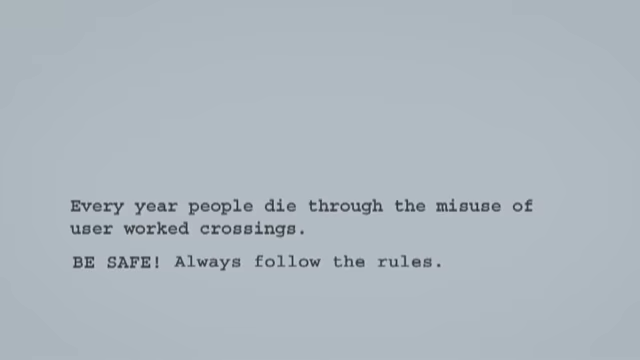 Every year people die through the misuse of
user worked crossings.
BE SAFE! Always follow the rules.